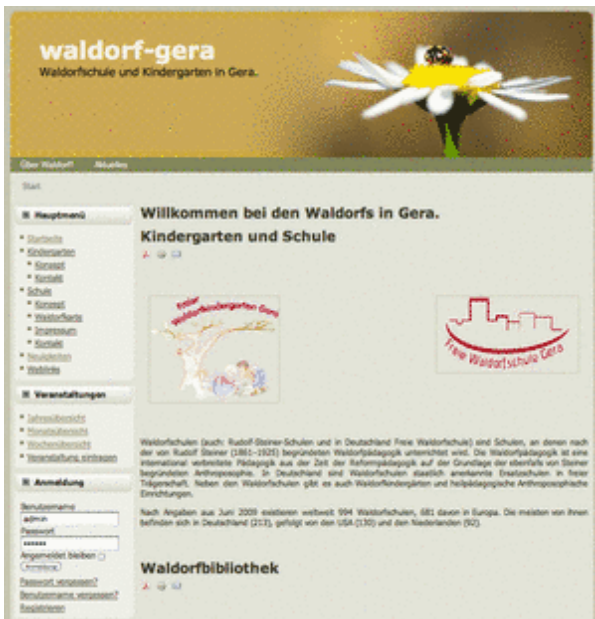 waldorf-gera
Waldorfschule und Kindergarten in Gera.
Über Waldorf!
Aktuelles
Start
Hauptmenü
Startseite
Kindergarten
Konzept
Kontakt
Schule
Konzept
Waldorfkarte
Impressum
Kontakt
Neuigkeiten
Weblinks
Veranstaltungen
Jahresübersicht
Monatsübersicht
Wochenübersicht
Veranstaltung eintragen
Anmeldung
Benutzername
admin
Passwort
••••••
Angemeldet bleiben
Anmeldung
Passwort vergessen?
Benutzername vergessen?
Registrieren
Willkommen bei den Waldorfs in Gera.
Kindergarten und Schule
Freier
Waldorfkindergarten Gera
Freie Waldorfschule Gera
Waldorfschulen (auch: Rudolf-Steiner-Schulen und in Deutschland Freie Waldorfschule) sind Schulen, an denen nach
der von Rudolf Steiner (1861–1925) begründeten Waldorfpädagogik unterrichtet wird. Die Waldorfpädagogik ist eine
international verbreitete Pädagogik aus der Zeit der Reformpädagogik auf der Grundlage der ebenfalls von Steiner
begründeten Anthroposophie. In Deutschland sind Waldorfschulen staatlich anerkannte Ersatzschulen in freier
Trägerschaft. Neben den Waldorfschulen gibt es auch Waldorfkindergärten und heilpädagogische Anthroposophische
Einrichtungen.
Nach Angaben aus Juni 2009 existieren weltweit 994 Waldorfschulen, 681 davon in Europa. Die meisten von ihnen
befinden sich in Deutschland (213), gefolgt von den USA (130) und den Niederlanden (92).
Waldorfbibliothek